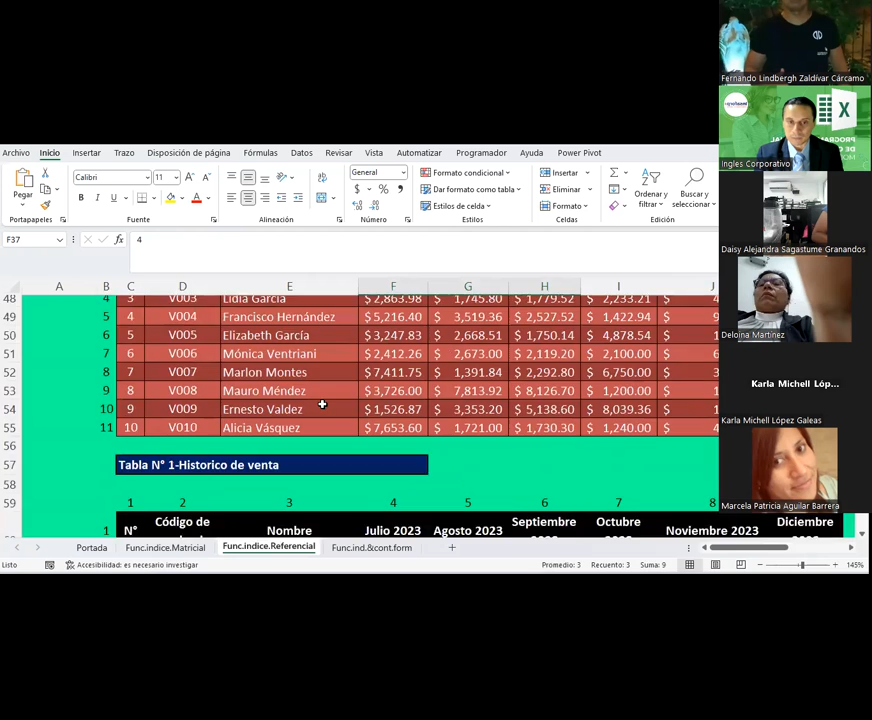 Fernando Lindbergh Zaldívar Cárcamo
Ingles Corporativo
Daisy Alejandra Sagastume Granandos
Karla Michell Lóp...
Karla Michell López Galeas
Marcela Patricia Aguilar Barrera
Archivo Inicio Insertar Trazo Disposición de página Fórmulas Datos Revisar Vista Automatizar Programador Ayuda Power Pivot
Pegar
Calibri 11
General
Formato condicional
Dar formato como tabla
Estilos de celda
Insertar
Eliminar
Formato
Ordenar y filtrar
Buscar y seleccionar
Portapapeles Fuente Alineación Número Estilos Celdas Edición
F37 fx 4
A B C D E F G H I J
48 4 3 V003 Lidia García $ 2,863.98 $ 1,745.80 $ 1,779.52 $ 2,233.21 $
49 5 4 V004 Francisco Hernández $ 5,216.40 $ 3,519.36 $ 2,527.52 $ 1,422.94 $
50 6 5 V005 Elizabeth García $ 3,247.83 $ 2,668.51 $ 1,750.14 $ 4,878.54 $
51 7 6 V006 Mónica Ventriani $ 2,412.26 $ 2,673.00 $ 2,119.20 $ 2,100.00 $
52 8 7 V007 Marlon Montes $ 7,411.75 $ 1,391.84 $ 2,292.80 $ 6,750.00 $
53 9 8 V008 Mauro Méndez $ 3,726.00 $ 7,813.92 $ 8,126.70 $ 1,200.00 $
54 10 9 V009 Ernesto Valdez $ 1,526.87 $ 3,353.20 $ 5,138.60 $ 8,039.36 $
55 11 10 V010 Alicia Vásquez $ 7,653.60 $ 1,721.00 $ 1,730.30 $ 1,240.00 $
56
57 Tabla N° 1-Historico de venta
58
59 1 2 3 4 5 6 7 8
1 N° Código de Nombre Julio 2023 Agosto 2023 Septiembre Octubre Noviembre 2023 Diciembre
Portada Func.indice.Matricial Func.indice.Referencial Func.ind.&cont.form
Listo Accesibilidad: es necesario investigar Promedio: 3 Recuento: 3 Suma: 9 145%